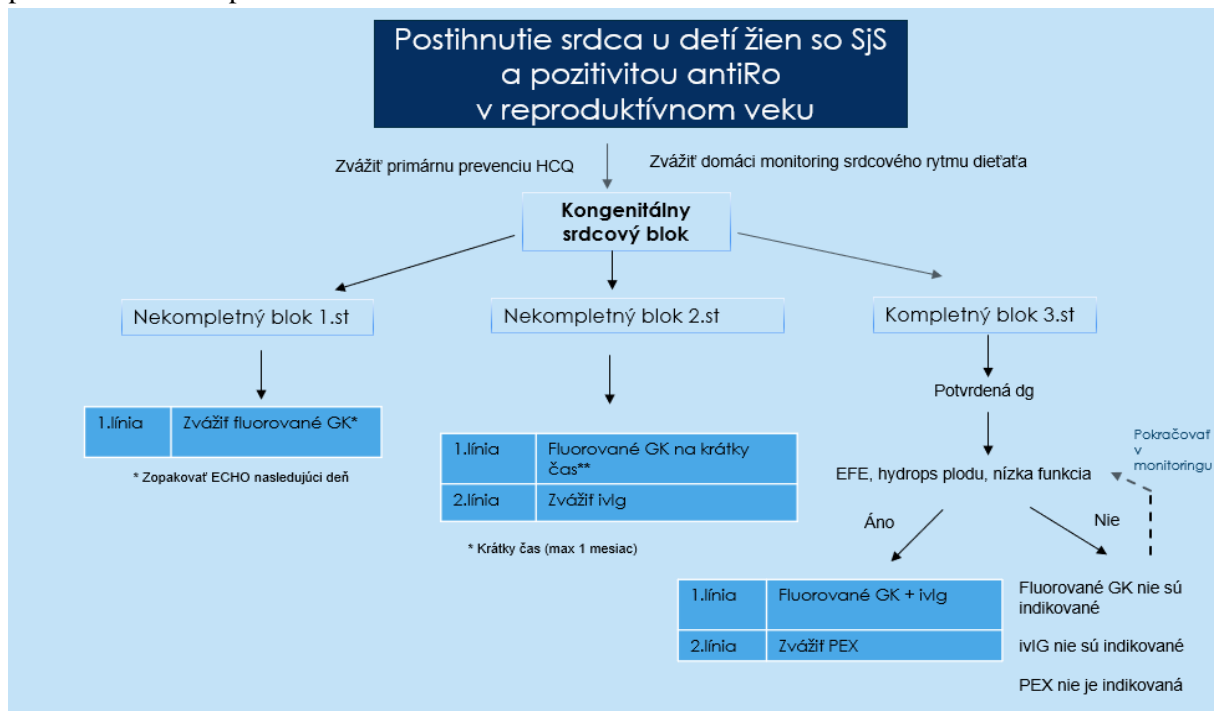 Postihnutie srdca u detí žien so SjS
a pozitivitou antiRo
v reproduktívnom veku
Zvážiť primárnu prevenciu HCQ
Zvážiť domáci monitoring srdcového rytmu dieťaťa
Kongenitálny
srdcový blok
Nekompletný blok 1.st
Nekompletný blok 2.st
Kompletný blok 3.st
Potvrdená dg
1.línia Zvážiť fluorované GK*
* Zopakovať ECHO nasledujúci deň
1.línia Fluorované GK na krátky
čas**
2.línia Zvážiť ivIg
* Krátky čas (max 1 mesiac)
EFE, hydrops plodu, nízka funkcia
Pokračovať
v
monitoringu
Áno
Nie
1.línia Fluorované GK + ivIg
2.línia Zvážiť PEX
Fluorované GK nie sú
indikované
ivIG nie sú indikované
PEX nie je indikovaná